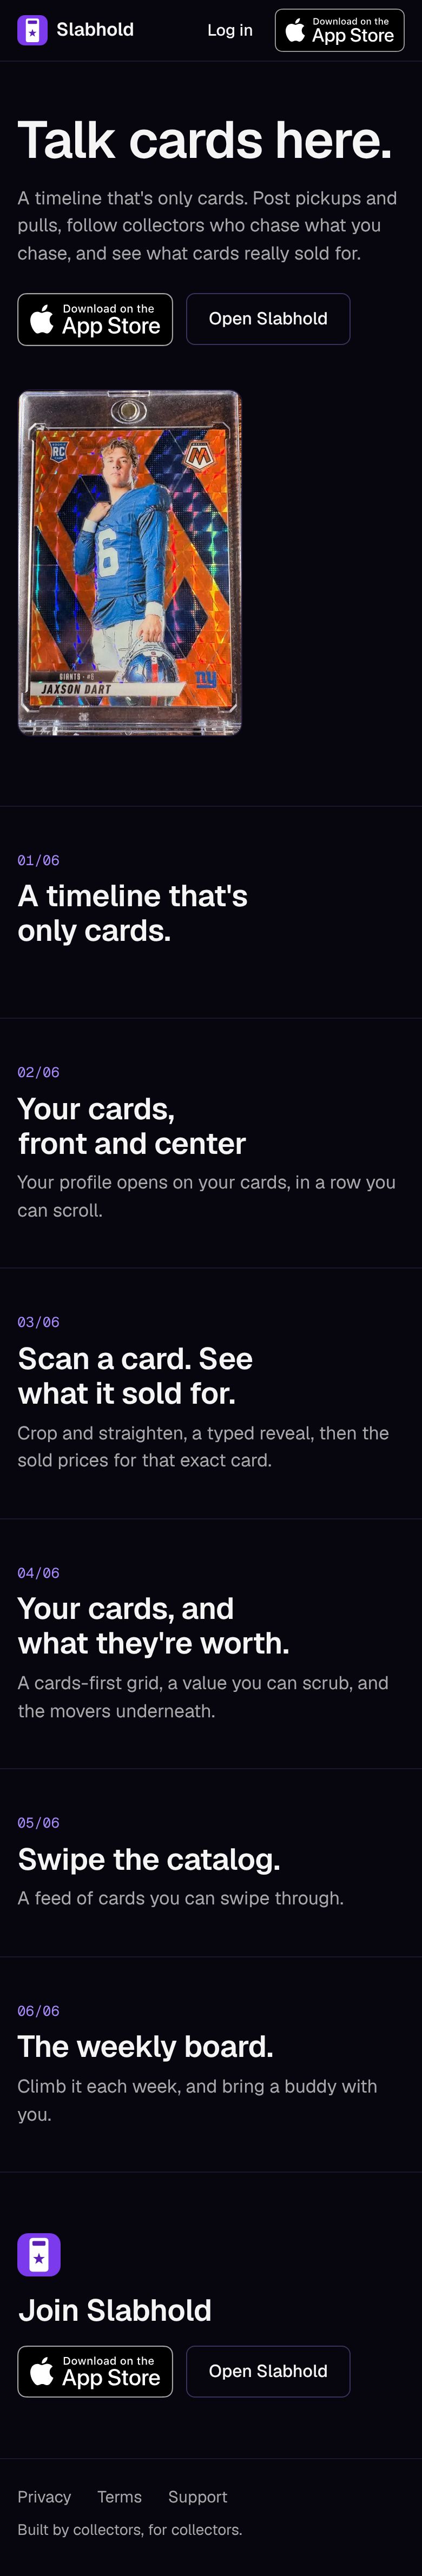 Slabhold
Log in
Download on the
App Store
Talk cards here.
A timeline that's only cards. Post pickups and
pulls, follow collectors who chase what you
chase, and see what cards really sold for.
Download on the
App Store
Open Slabhold
RC
M
6
GIANTS · #6
JAXSON DART
ny
01/06
A timeline that's
only cards.
02/06
Your cards,
front and center
Your profile opens on your cards, in a row you
can scroll.
03/06
Scan a card. See
what it sold for.
Crop and straighten, a typed reveal, then the
sold prices for that exact card.
04/06
Your cards, and
what they're worth.
A cards-first grid, a value you can scrub, and
the movers underneath.
05/06
Swipe the catalog.
A feed of cards you can swipe through.
06/06
The weekly board.
Climb it each week, and bring a buddy with
you.
Join Slabhold
Download on the
App Store
Open Slabhold
Privacy
Terms
Support
Built by collectors, for collectors.